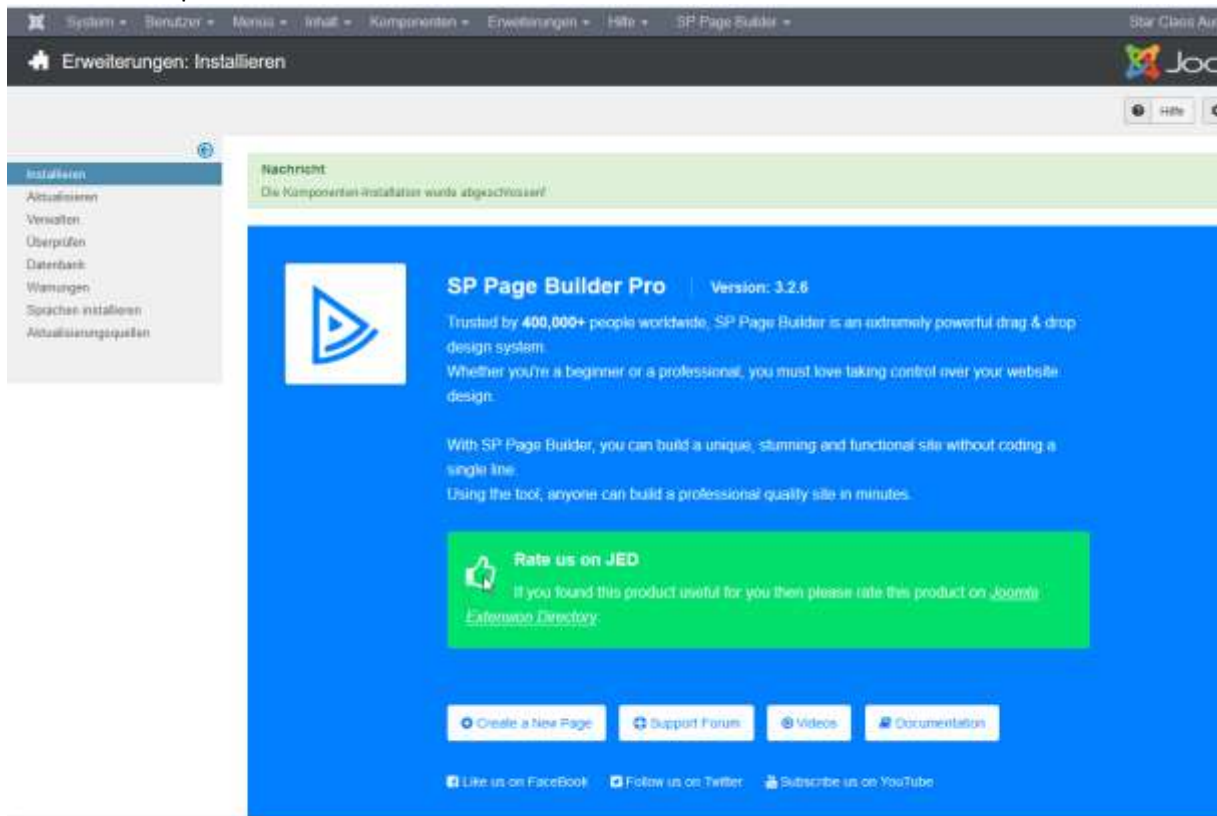 System Benutzer Menüs Inhalt Komponenten Erweiterungen Hilfe SP Page Builder Star Class
Erweiterungen: Installieren
Hilfe
Installieren
Aktualisieren
Verwalten
Überprüfen
Datenbank
Warnungen
Sprachen installieren
Aktualisierungsquellen
Nachricht
Die Komponenten-Installation wurde abgeschlossen!
SP Page Builder Pro Version: 3.2.6
Trusted by 400,000+ people worldwide, SP Page Builder is an extremely powerful drag & drop
design system.
Whether you're a beginner or a professional, you must love taking control over your website
design.
With SP Page Builder, you can build a unique, stunning and functional site without coding a
single line.
Using the tool, anyone can build a professional quality site in minutes.
Rate us on JED
If you found this product useful for you then please rate this product on Joomla
Extension Directory.
Create a New Page Support Forum Videos Documentation
Like us on FaceBook Follow us on Twitter Subscribe us on YouTube